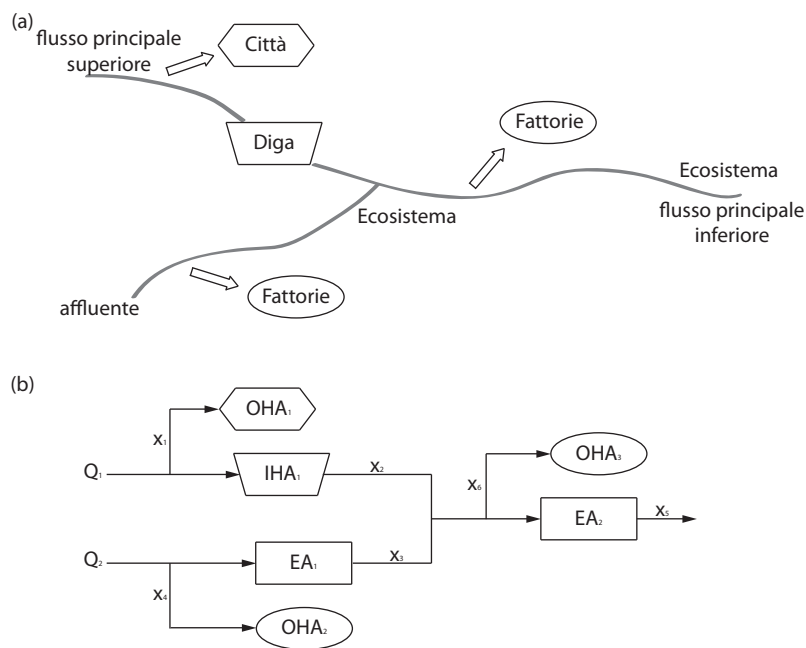 (a)
flusso principale
superiore
Città
Diga
Fattorie
Ecosistema
Ecosistema
flusso principale
inferiore
Fattorie
affluente
(b)
OHA₁
x₁
Q₁
IHA₁
x₂
OHA₃
x₆
EA₂
x₅
Q₂
EA₁
x₃
x₄
OHA₂